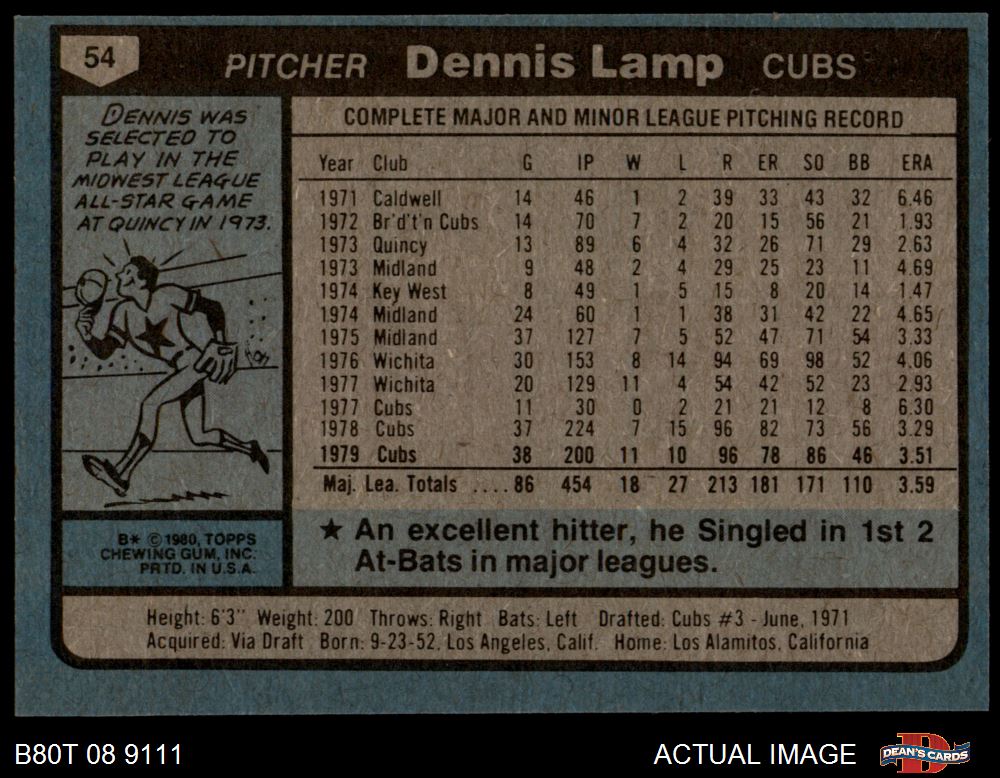 54 PITCHER Dennis Lamp CUBS
DENNIS WAS
SELECTED TO
PLAY IN THE
MIDWEST LEAGUE
ALL-STAR GAME
AT QUINCY IN 1973.
B* ©1980, TOPPS
CHEWING GUM, INC.
PRTD. IN U.S.A.
COMPLETE MAJOR AND MINOR LEAGUE PITCHING RECORD
Year Club G IP W L R ER SO BB ERA
1971 Caldwell 14 46 1 2 39 33 43 32 6.46
1972 Br'd't'n Cubs 14 70 7 2 20 15 56 21 1.93
1973 Quincy 13 89 6 4 32 26 71 29 2.63
1973 Midland 9 48 2 4 29 25 23 11 4.69
1974 Key West 8 49 1 5 15 8 20 14 1.47
1974 Midland 24 60 1 1 38 31 42 22 4.65
1975 Midland 37 127 7 5 52 47 71 54 3.33
1976 Wichita 30 153 8 14 94 69 98 52 4.06
1977 Wichita 20 129 11 4 54 42 52 23 2.93
1977 Cubs 11 30 0 2 21 21 12 8 6.30
1978 Cubs 37 224 7 15 96 82 73 56 3.29
1979 Cubs 38 200 11 10 96 78 86 46 3.51
Maj. Lea. Totals ....86 454 18 27 213 181 171 110 3.59
★ An excellent hitter, he Singled in 1st 2
At-Bats in major leagues.
Height: 6'3" Weight: 200 Throws: Right Bats: Left Drafted: Cubs #3 - June, 1971
Acquired: Via Draft Born: 9-23-52, Los Angeles, Calif. Home: Los Alamitos, California
B80T 08 9111 ACTUAL IMAGE DEAN'S CARDS